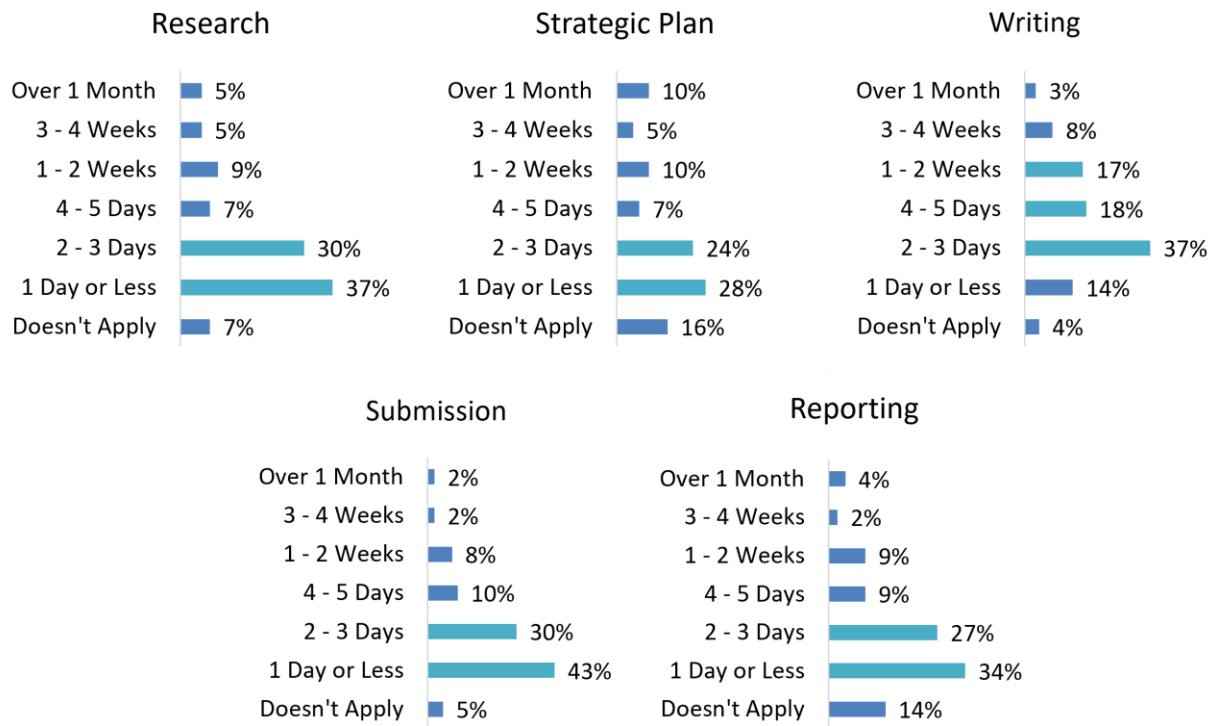 Research
Over 1 Month 5%
3 - 4 Weeks 5%
1 - 2 Weeks 9%
4 - 5 Days 7%
2 - 3 Days 30%
1 Day or Less 37%
Doesn't Apply 7%
Strategic Plan
Over 1 Month 10%
3 - 4 Weeks 5%
1 - 2 Weeks 10%
4 - 5 Days 7%
2 - 3 Days 24%
1 Day or Less 28%
Doesn't Apply 16%
Writing
Over 1 Month 3%
3 - 4 Weeks 8%
1 - 2 Weeks 17%
4 - 5 Days 18%
2 - 3 Days 37%
1 Day or Less 14%
Doesn't Apply 4%
Submission
Over 1 Month 2%
3 - 4 Weeks 2%
1 - 2 Weeks 8%
4 - 5 Days 10%
2 - 3 Days 30%
1 Day or Less 43%
Doesn't Apply 5%
Reporting
Over 1 Month 4%
3 - 4 Weeks 2%
1 - 2 Weeks 9%
4 - 5 Days 9%
2 - 3 Days 27%
1 Day or Less 34%
Doesn't Apply 14%